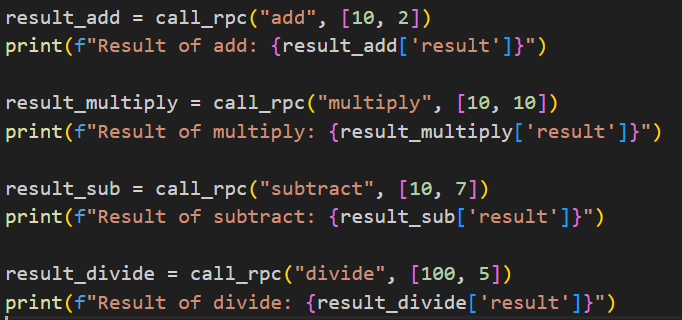 result_add = call_rpc("add", [10, 2])
print(f"Result of add: {result_add['result']}")
result_multiply = call_rpc("multiply", [10, 10])
print(f"Result of multiply: {result_multiply['result']}")
result_sub = call_rpc("subtract", [10, 7])
print(f"Result of subtract: {result_sub['result']}")
result_divide = call_rpc("divide", [100, 5])
print(f"Result of divide: {result_divide['result']}")